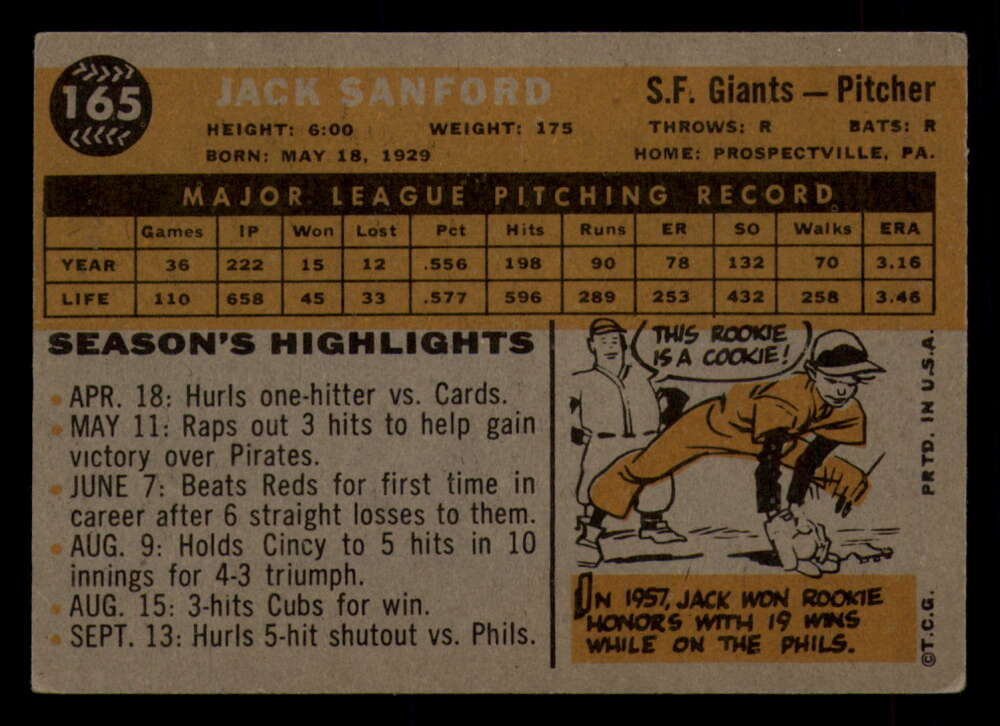 165
JACK SANFORD
S.F. Giants — Pitcher
HEIGHT: 6:00 WEIGHT: 175 THROWS: R BATS: R
BORN: MAY 18, 1929 HOME: PROSPECTVILLE, PA.
MAJOR LEAGUE PITCHING RECORD
Games IP Won Lost Pct Hits Runs ER SO Walks ERA
YEAR 36 222 15 12 .556 198 90 78 132 70 3.16
LIFE 110 658 45 33 .577 596 289 253 432 258 3.46
SEASON'S HIGHLIGHTS
APR. 18: Hurls one-hitter vs. Cards.
MAY 11: Raps out 3 hits to help gain
victory over Pirates.
JUNE 7: Beats Reds for first time in
career after 6 straight losses to them.
AUG. 9: Holds Cincy to 5 hits in 10
innings for 4-3 triumph.
AUG. 15: 3-hits Cubs for win.
SEPT. 13: Hurls 5-hit shutout vs. Phils.
THIS ROOKIE
IS A COOKIE!
IN 1957, JACK WON ROOKIE
HONORS WITH 19 WINS
WHILE ON THE PHILS.
©T.C.G. PRTD. IN U.S.A.